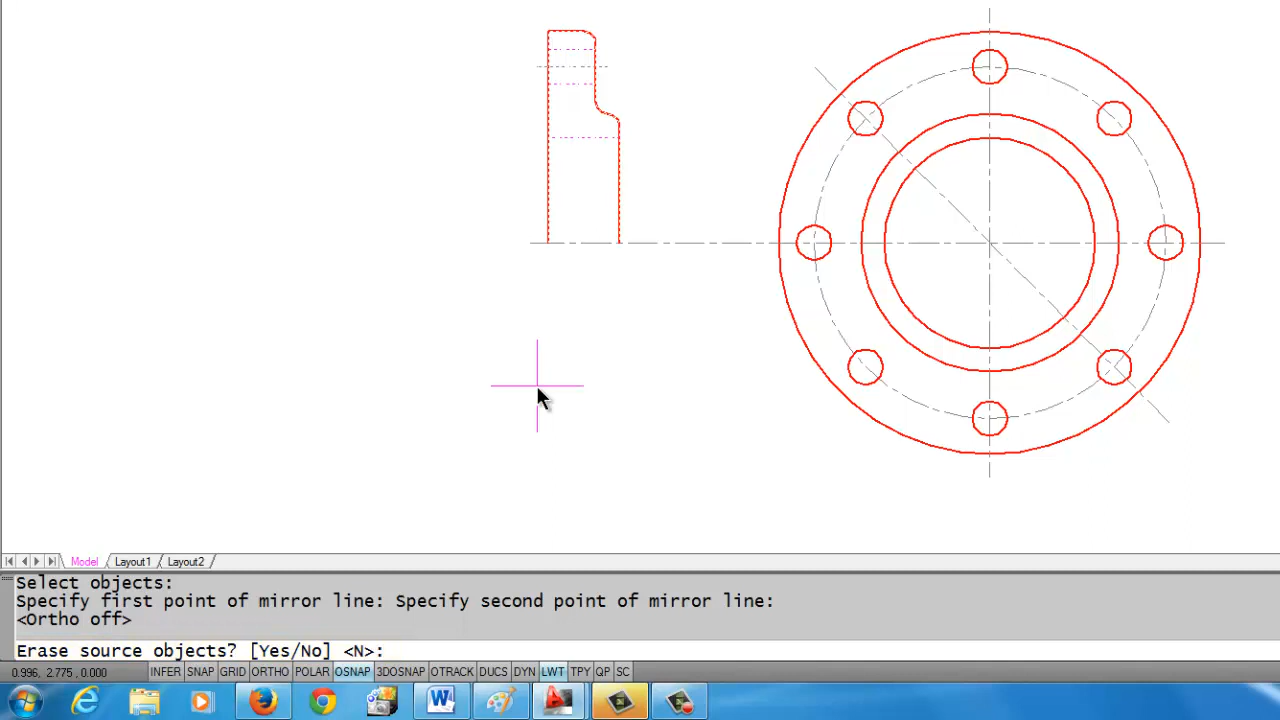 Model Layout1 Layout2
Select objects:
Specify first point of mirror line: Specify second point of mirror line:
<Ortho off>
Erase source objects? [Yes/No] <N>:
0.996, 2.775 , 0.000 INFER SNAP GRID ORTHO POLAR OSNAP 3DOSNAP OTRACK DUCS DYN LWT TPY QP SC